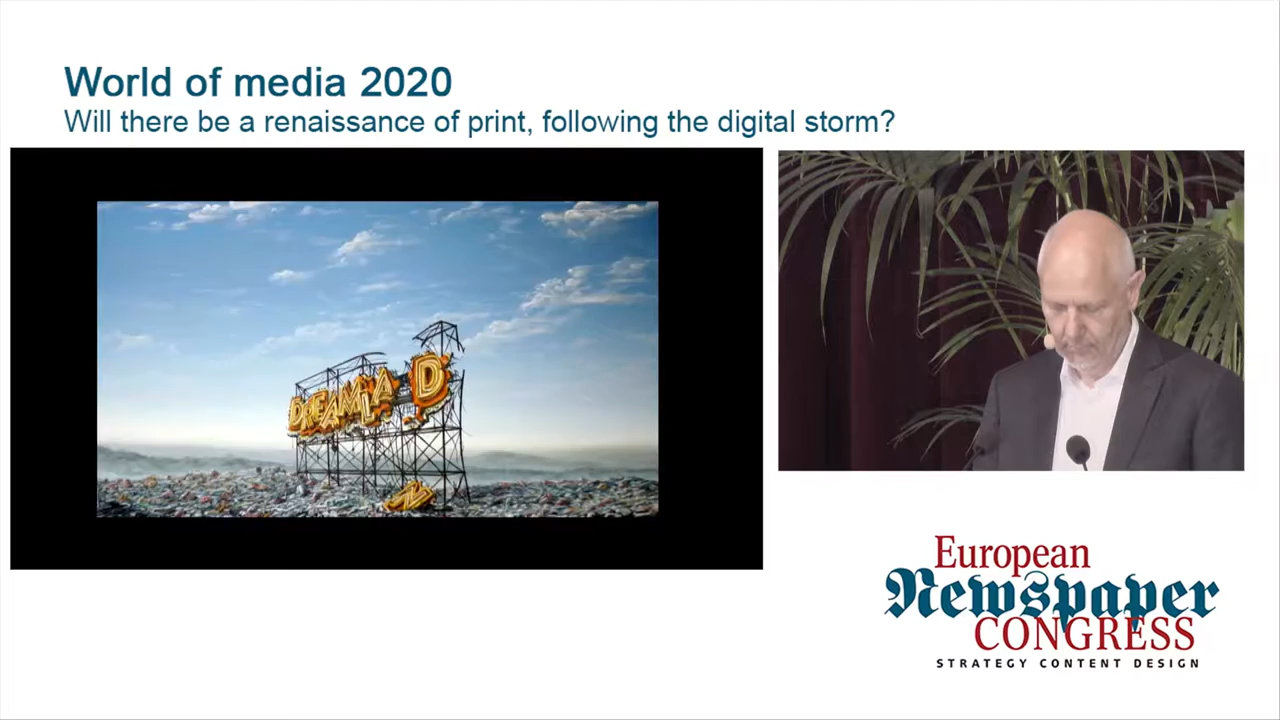 World of media 2020
Will there be a renaissance of print, following the digital storm?
DREAMLA D
N
European
Newspaper
CONGRESS
STRATEGY CONTENT DESIGN